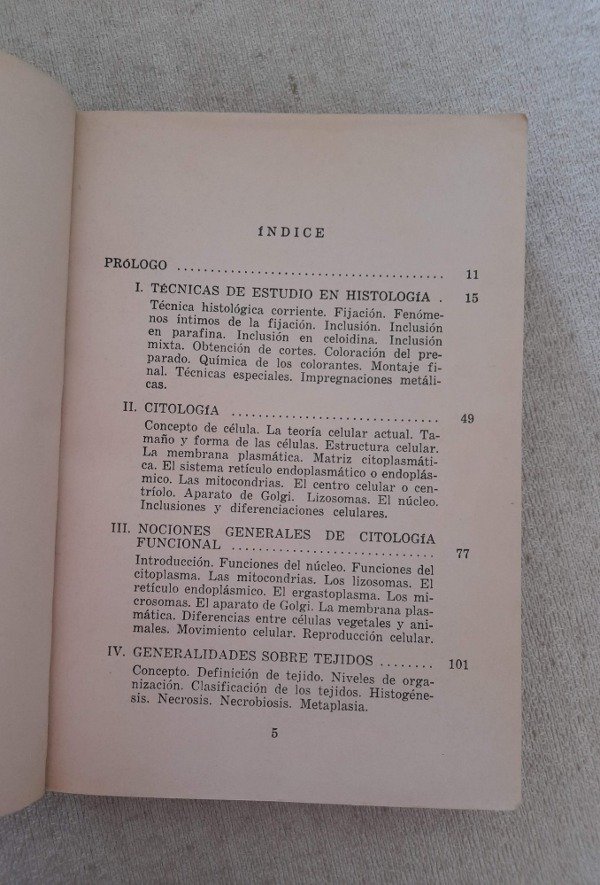 íNDICE
PRóLOGO ........................................ 11
I. TÉCNICAS DE ESTUDIO EN HISTOLOGíA . 15
Técnica histológica corriente. Fijación. Fenóme-
nos íntimos de la fijación. Inclusión. Inclusión
en parafina. Inclusión en celoidina. Inclusión
mixta. Obtención de cortes. Coloración del pre-
parado. Química de los colorantes. Montaje fi-
nal. Técnicas especiales. Impregnaciones metáli-
cas.
II. CITOLOGíA ............................... 49
Concepto de célula. La teoría celular actual. Ta-
maño y forma de las células. Estructura celular.
La membrana plasmática. Matriz citoplasmáti-
ca. El sistema retículo endoplasmático o endoplás-
mico. Las mitocondrias. El centro celular o cen-
tríolo. Aparato de Golgi. Lizosomas. El núcleo.
Inclusiones y diferenciaciones celulares.
III. NOCIONES GENERALES DE CITOLOGíA
FUNCIONAL .............................. 77
Introducción. Funciones del núcleo. Funciones del
citoplasma. Las mitocondrias. Los lizosomas. El
retículo endoplásmico. El ergastoplasma. Los mi-
crosomas. El aparato de Golgi. La membrana plas-
mática. Diferencias entre células vegetales y ani-
males. Movimiento celular. Reproducción celular.
IV. GENERALIDADES SOBRE TEJIDOS ........ 101
Concepto. Definición de tejido. Niveles de orga-
nización. Clasificación de los tejidos. Histogéne-
sis. Necrosis. Necrobiosis. Metaplasia.
5